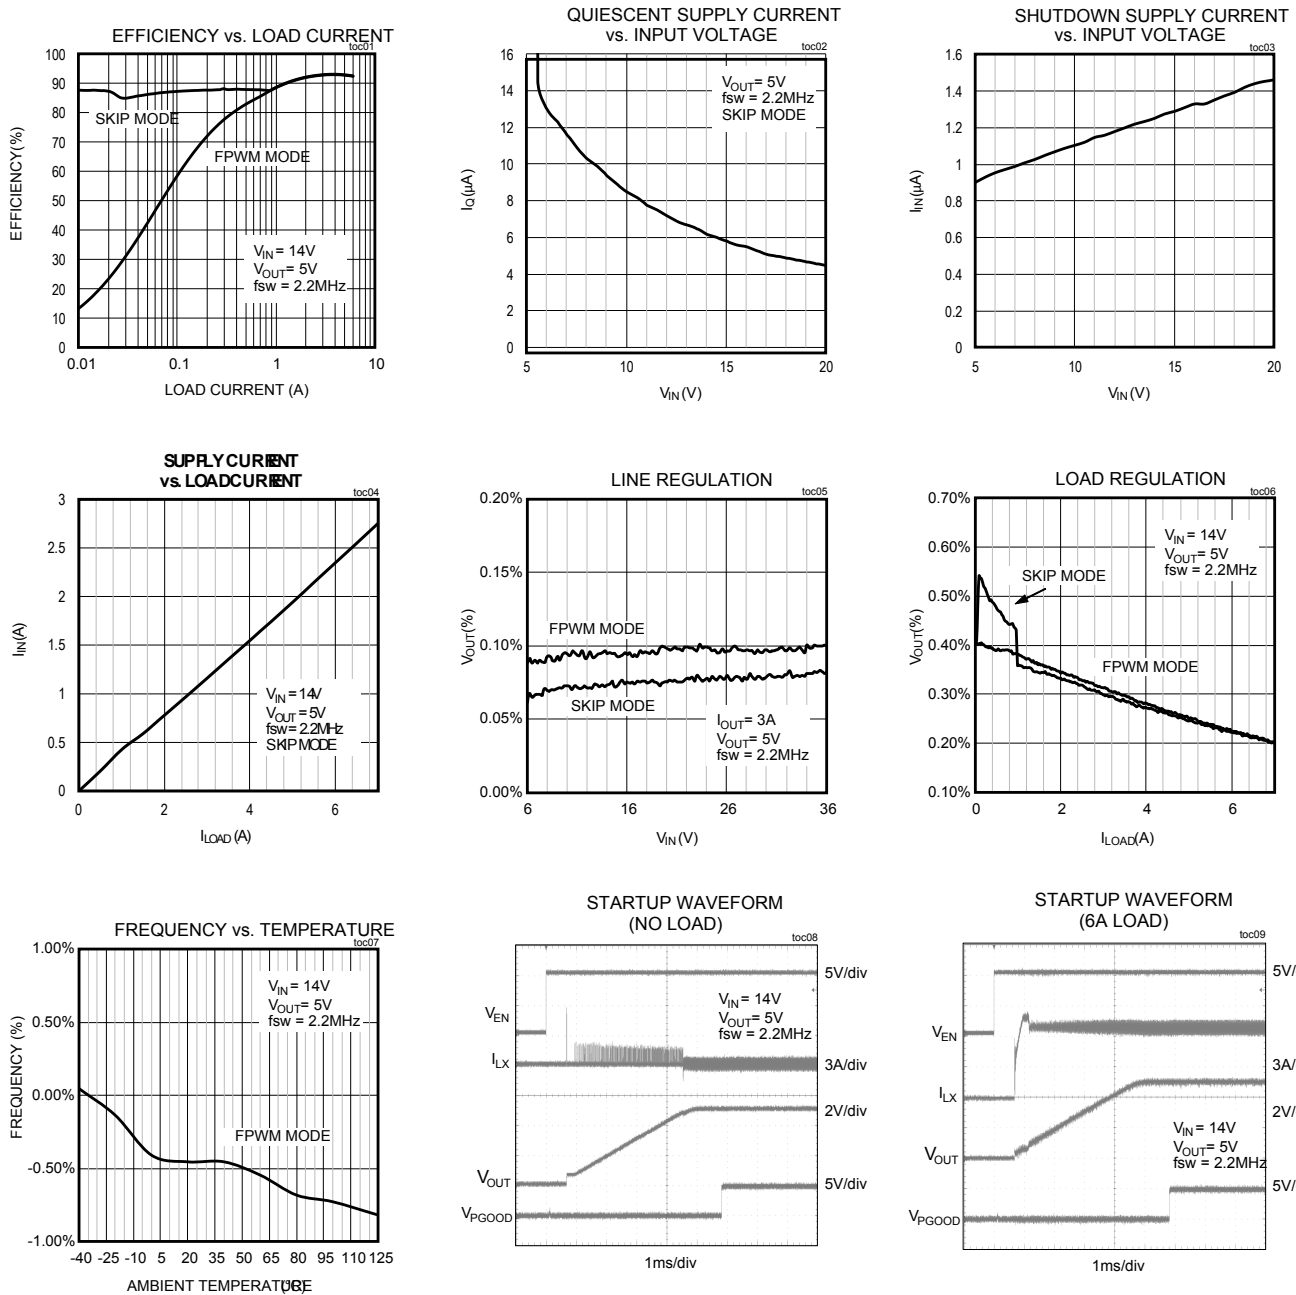 EFFICIENCY vs. LOAD CURRENT
toc01
100
90
80
70
60
50
40
30
20
10
0
EFFICIENCY(%)
SKIP MODE
FPWM MODE
VIN = 14V
VOUT= 5V
fsw = 2.2MHz
0.01 0.1 1 10
LOAD CURRENT (A)
QUIESCENT SUPPLY CURRENT
vs. INPUT VOLTAGE
toc02
16
14
12
10
8
6
4
2
0
IQ(µA)
VOUT= 5V
fsw = 2.2MHz
SKIP MODE
5 10 15 20
VIN(V)
SHUTDOWN SUPPLY CURRENT
vs. INPUT VOLTAGE
toc03
1.6
1.4
1.2
1
0.8
0.6
0.4
0.2
0
IIN(µA)
5 10 15 20
VIN(V)
SUPPLY CURRENT
vs. LOADCURRENT
toc04
3
2.5
2
1.5
1
0.5
0
IIN(A)
VIN = 14V
VOUT = 5V
fsw = 2.2MHz
SKIP MODE
0 2 4 6
ILOAD(A)
LINE REGULATION
toc05
0.20%
0.15%
0.10%
0.05%
0.00%
VOUT(%)
FPWM MODE
SKIP MODE
IOUT= 3A
VOUT= 5V
fsw = 2.2MHz
6 16 26 36
VIN(V)
LOAD REGULATION
toc06
0.70%
0.60%
0.50%
0.40%
0.30%
0.20%
0.10%
VOUT(%)
VIN = 14V
VOUT= 5V
fsw = 2.2MHz
SKIP MODE
FPWM MODE
0 2 4 6
ILOAD(A)
FREQUENCY vs. TEMPERATURE
toc07
1.00%
0.50%
0.00%
-0.50%
-1.00%
FREQUENCY (%)
VIN = 14V
VOUT= 5V
fsw = 2.2MHz
FPWM MODE
-40 -25 -10 5 20 35 50 65 80 95 110 125
AMBIENT TEMPERATURE (°C)
STARTUP WAVEFORM
(NO LOAD)
toc08
5V/div
VIN = 14V
VOUT= 5V
fsw = 2.2MHz
VEN
ILX
3A/div
2V/div
VOUT
5V/div
VPGOOD
1ms/div
STARTUP WAVEFORM
(6A LOAD)
toc09
5V/
VEN
3A/
ILX
2V/
VIN = 14V
VOUT= 5V
fsw = 2.2MHz
VOUT
5V/
VPGOOD
1ms/div